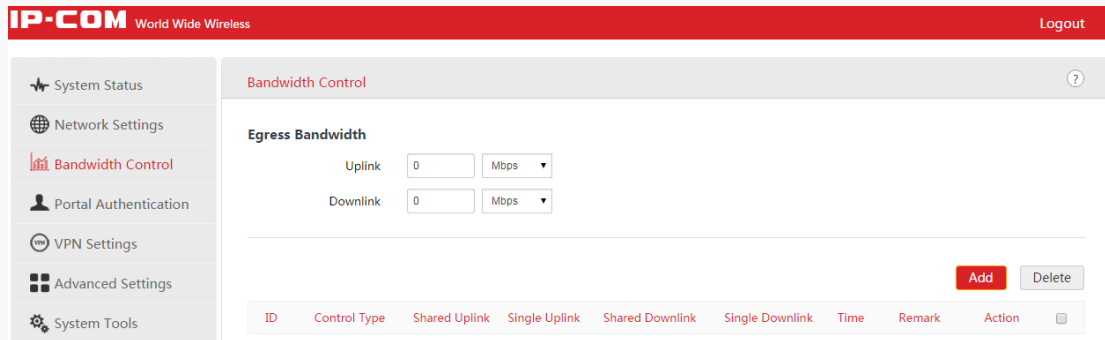 IP-COM World Wide Wireless
Logout
System Status
Network Settings
Bandwidth Control
Portal Authentication
VPN VPN Settings
Advanced Settings
System Tools
Bandwidth Control
?
Egress Bandwidth
Uplink 0 Mbps
Downlink 0 Mbps
Add Delete
ID Control Type Shared Uplink Single Uplink Shared Downlink Single Downlink Time Remark Action